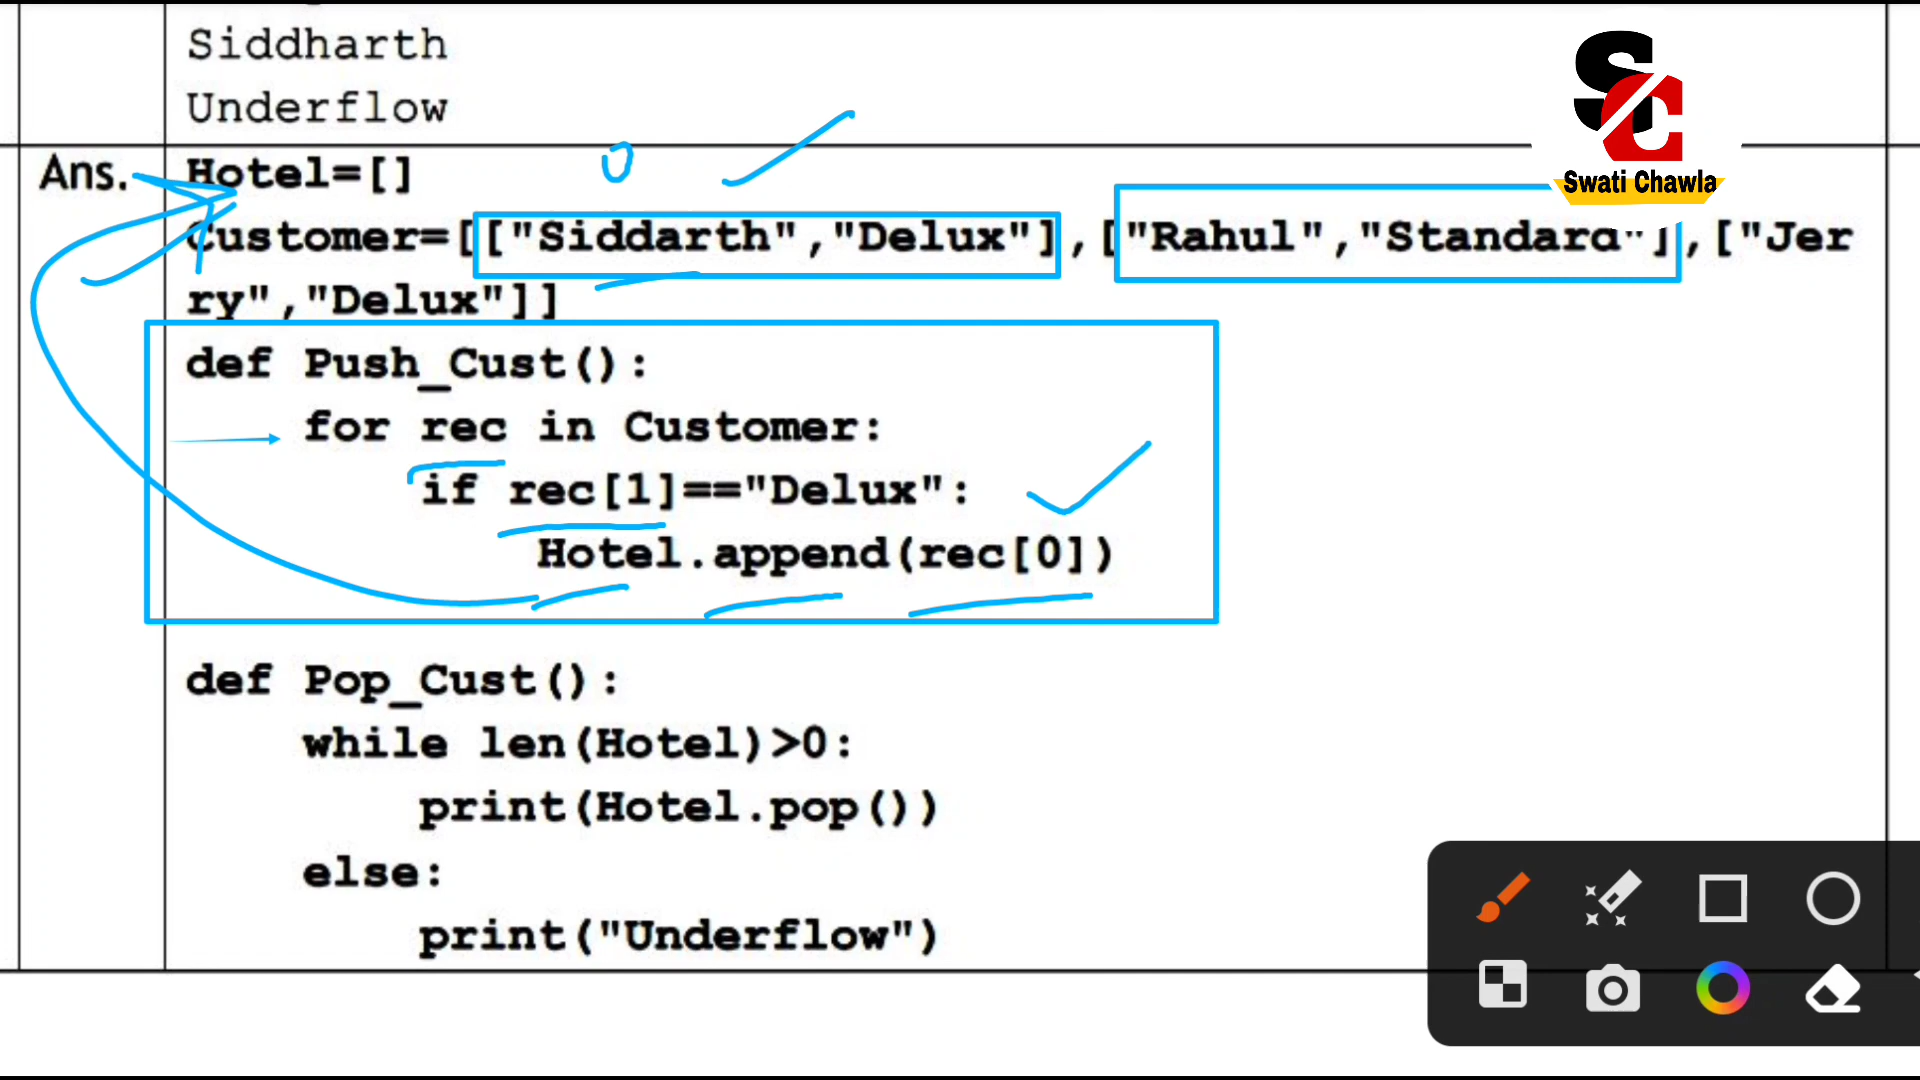 Siddharth
Underflow
Ans.
Hotel=[]
Customer=[["Siddarth","Delux"],["Rahul","Standard"],["Jer
ry","Delux"]]
def Push_Cust():
    for rec in Customer:
        if rec[1]=="Delux":
            Hotel.append(rec[0])
def Pop_Cust():
    while len(Hotel)>0:
        print(Hotel.pop())
    else:
        print("Underflow")
SC
Swati Chawla
0